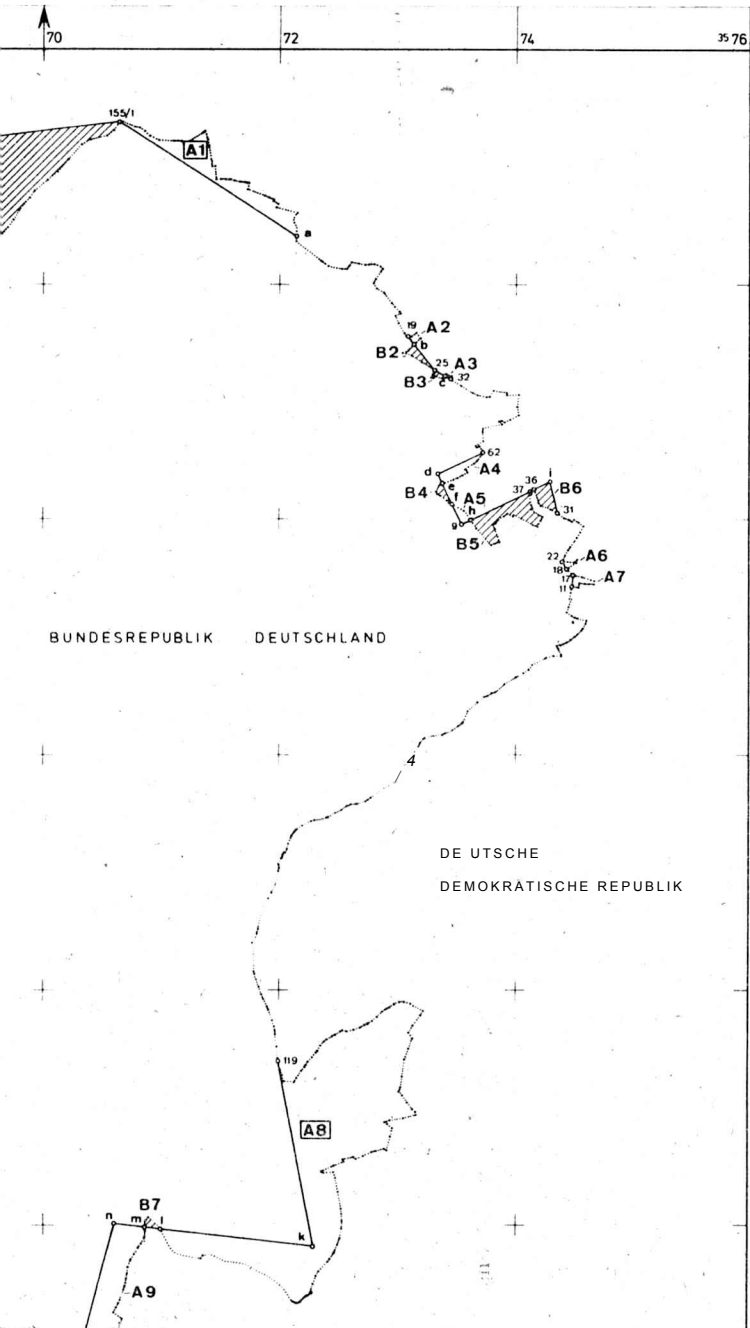 70 72 74 35 76
155/1
A1
a
19 A2
b
B2
25 A3
B3 c 32
62
d A4
e i
B4 36 B6
f A5 37
h 31
g
B5
22 A6
18
17 A7
11
BUNDESREPUBLIK DEUTSCHLAND
4
DE UTSCHE
DEMOKRATISCHE REPUBLIK
119
A8
B7
n m l
k
A9